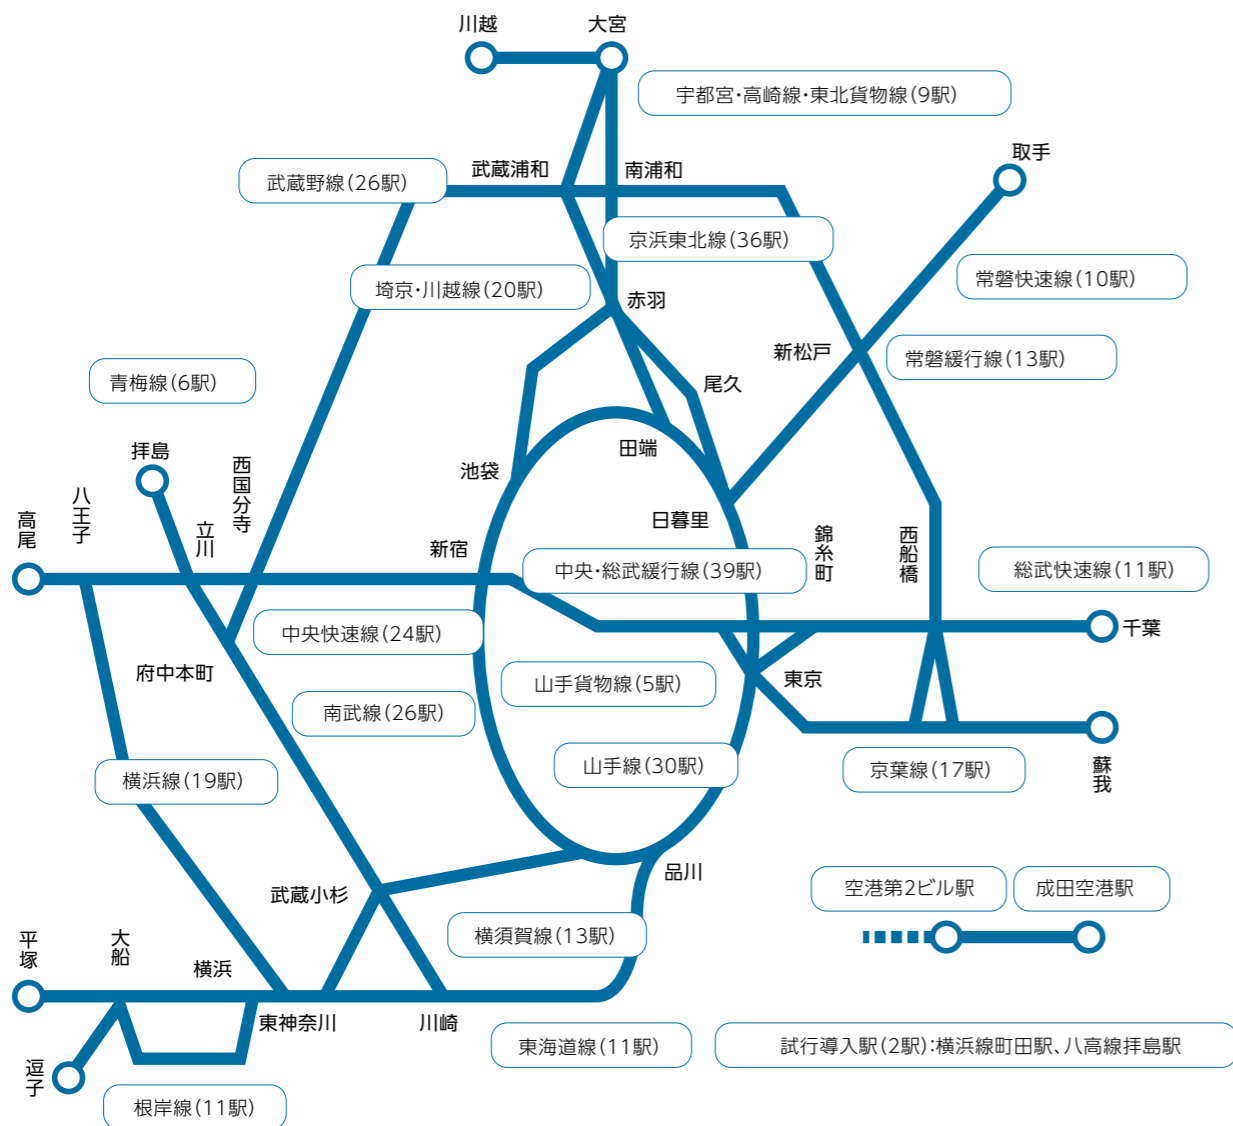 川越
大宮
宇都宮・高崎線・東北貨物線(9駅)
取手
武蔵野線(26駅)
武蔵浦和
南浦和
京浜東北線(36駅)
常磐快速線(10駅)
埼京・川越線(20駅)
赤羽
新松戸
常磐緩行線(13駅)
青梅線(6駅)
尾久
拝島
西国分寺
池袋
田端
高尾
八王子
立川
新宿
日暮里
錦糸町
西船橋
中央・総武緩行線(39駅)
総武快速線(11駅)
中央快速線(24駅)
千葉
府中本町
山手貨物線(5駅)
東京
南武線(26駅)
横浜線(19駅)
山手線(30駅)
京葉線(17駅)
蘇我
武蔵小杉
品川
空港第2ビル駅
成田空港駅
横須賀線(13駅)
平塚
大船
横浜
東神奈川
川崎
東海道線(11駅)
試行導入駅(2駅):横浜線町田駅、八高線拝島駅
逗子
根岸線(11駅)